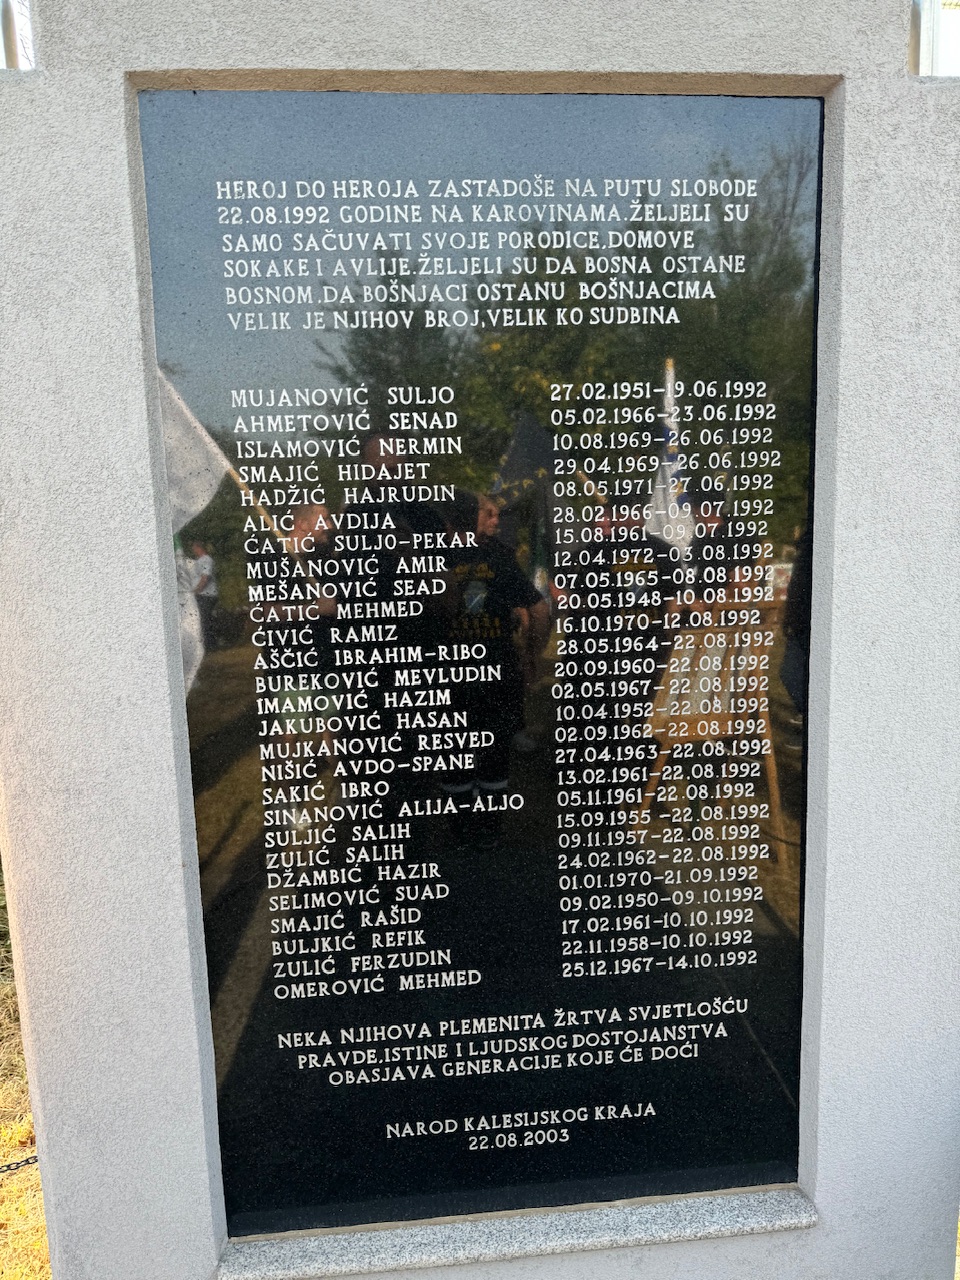 HEROJ DO HEROJA ZASTADOŠE NA PUTU SLOBODE
22.08.1992 GODINE NA KAROVINAMA.ŽELJELI SU
SAMO SAČUVATI SVOJE PORODICE,DOMOVE
SOKAKE I AVLIJE.ŽELJELI SU DA BOSNA OSTANE
BOSNOM,DA BOŠNJACI OSTANU BOŠNJACIMA
VELIK JE NJIHOV BROJ,VELIK KO SUDBINA
MUJANOVIĆ SULJO 27.02.1951-19.06.1992
AHMETOVIĆ SENAD 05.02.1966-23.06.1992
ISLAMOVIĆ NERMIN 10.08.1969-26.06.1992
SMAJIĆ HIDAJET 29.04.1969-26.06.1992
HADŽIĆ HAJRUDIN 08.05.1971-27.06.1992
ALIĆ AVDIJA 28.02.1966-09.07.1992
ĆATIĆ SULJO-PEKAR 15.08.1961-09.07.1992
MUŠANOVIĆ AMIR 12.04.1972-03.08.1992
MEŠANOVIĆ SEAD 07.05.1965-08.08.1992
ĆATIĆ MEHMED 20.05.1948-10.08.1992
ĆIVIĆ RAMIZ 16.10.1970-12.08.1992
AŠČIĆ IBRAHIM-RIBO 28.05.1964-22.08.1992
BUREKOVIĆ MEVLUDIN 20.09.1960-22.08.1992
IMAMOVIĆ HAZIM 02.05.1967-22.08.1992
JAKUBOVIĆ HASAN 10.04.1952-22.08.1992
MUJKANOVIĆ RESVED 02.09.1962-22.08.1992
NIŠIĆ AVDO-SPANE 27.04.1963-22.08.1992
SAKIĆ IBRO 13.02.1961-22.08.1992
SINANOVIĆ ALIJA-ALJO 05.11.1961-22.08.1992
SULJIĆ SALIH 15.09.1955 -22.08.1992
ZULIĆ SALIH 09.11.1957-22.08.1992
DŽAMBIĆ HAZIR 24.02.1962-22.08.1992
SELIMOVIĆ SUAD 01.01.1970-21.09.1992
SMAJIĆ RAŠID 09.02.1950-09.10.1992
BULJKIĆ REFIK 17.02.1961-10.10.1992
ZULIĆ FERZUDIN 22.11.1958-10.10.1992
OMEROVIĆ MEHMED 25.12.1967-14.10.1992
NEKA NJIHOVA PLEMENITA ŽRTVA SVJETLOŠĆU
PRAVDE,ISTINE I LJUDSKOG DOSTOJANSTVA
OBASJAVA GENERACIJE KOJE ĆE DOĆI
NAROD KALESIJSKOG KRAJA
22.08.2003